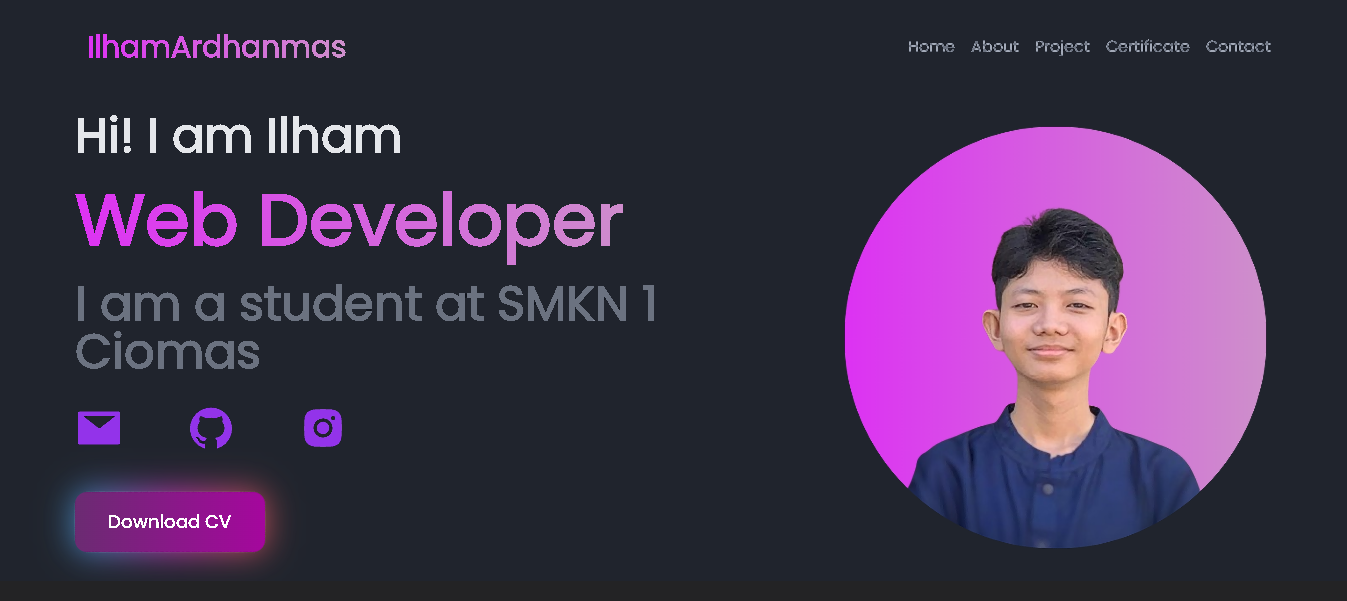 IlhamArdhanmas
Home About Project Certificate Contact
Hi! I am Ilham
Web Developer
I am a student at SMKN 1
Ciomas
Download CV